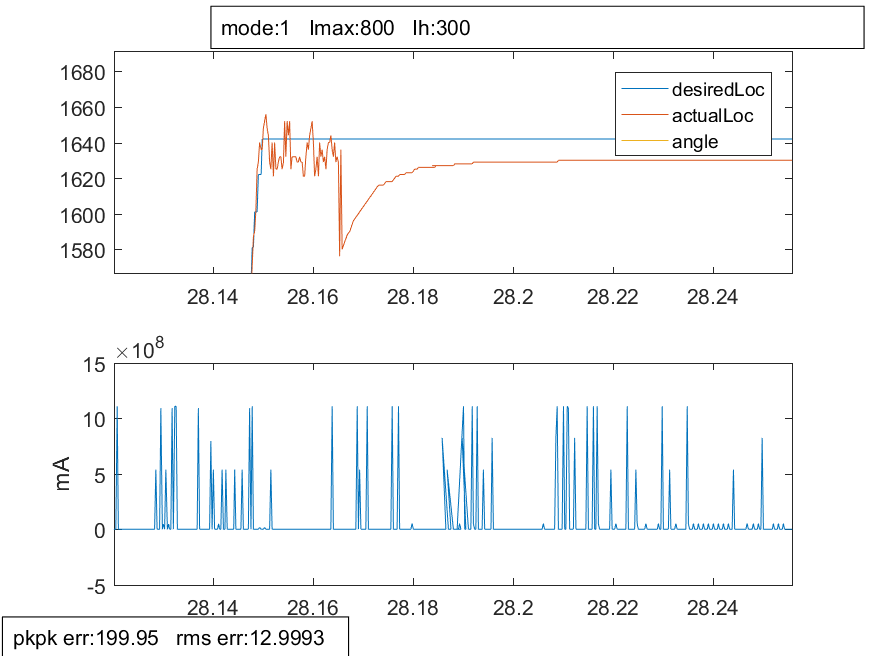 mode:1 Imax:800 Ih:300
1680
1660
1640
1620
1600
1580
desiredLoc
actualLoc
angle
28.14 28.16 28.18 28.2 28.22 28.24
×10^8
15
10
5
0
-5
mA
28.14 28.16 28.18 28.2 28.22 28.24
pkpk err:199.95 rms err:12.9993